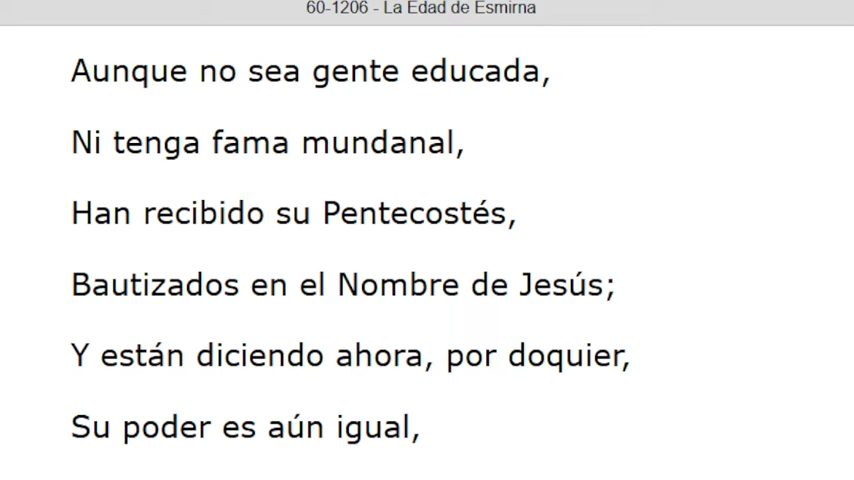 60-1206 - La Edad de Esmirna
Aunque no sea gente educada,
Ni tenga fama mundanal,
Han recibido su Pentecostés,
Bautizados en el Nombre de Jesús;
Y están diciendo ahora, por doquier,
Su poder es aún igual,